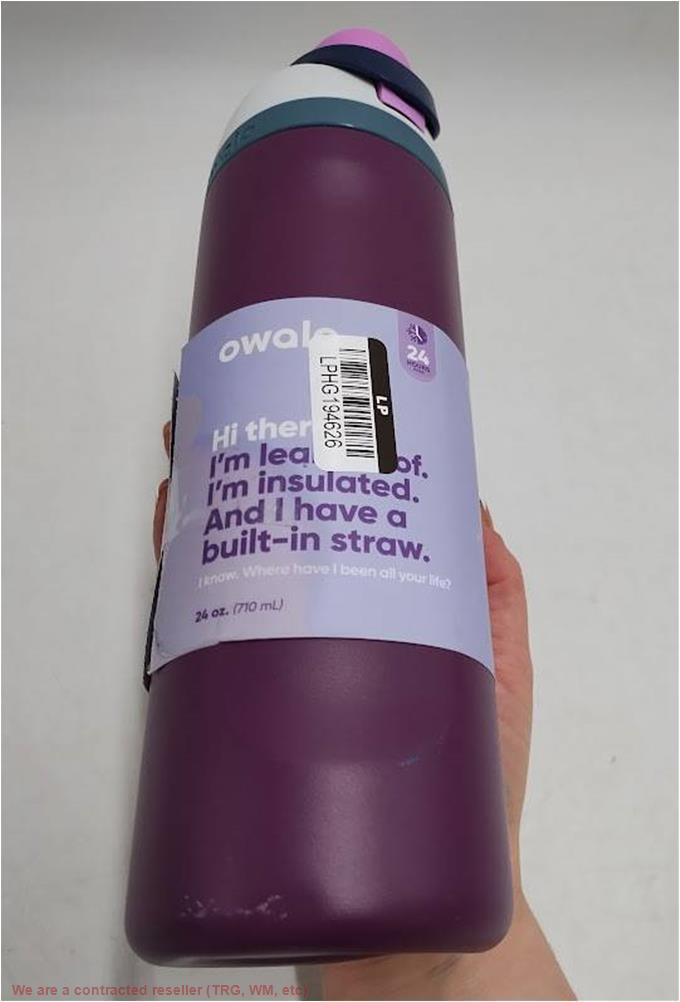 owala
24
HOURS
LP
LPHG194626
Hi ther
I'm lea of.
I'm insulated.
And I have a
built-in straw.
I know. Where have I been all your life?
24 oz. (710 mL)
We are a contracted reseller (TRG, WM, etc)